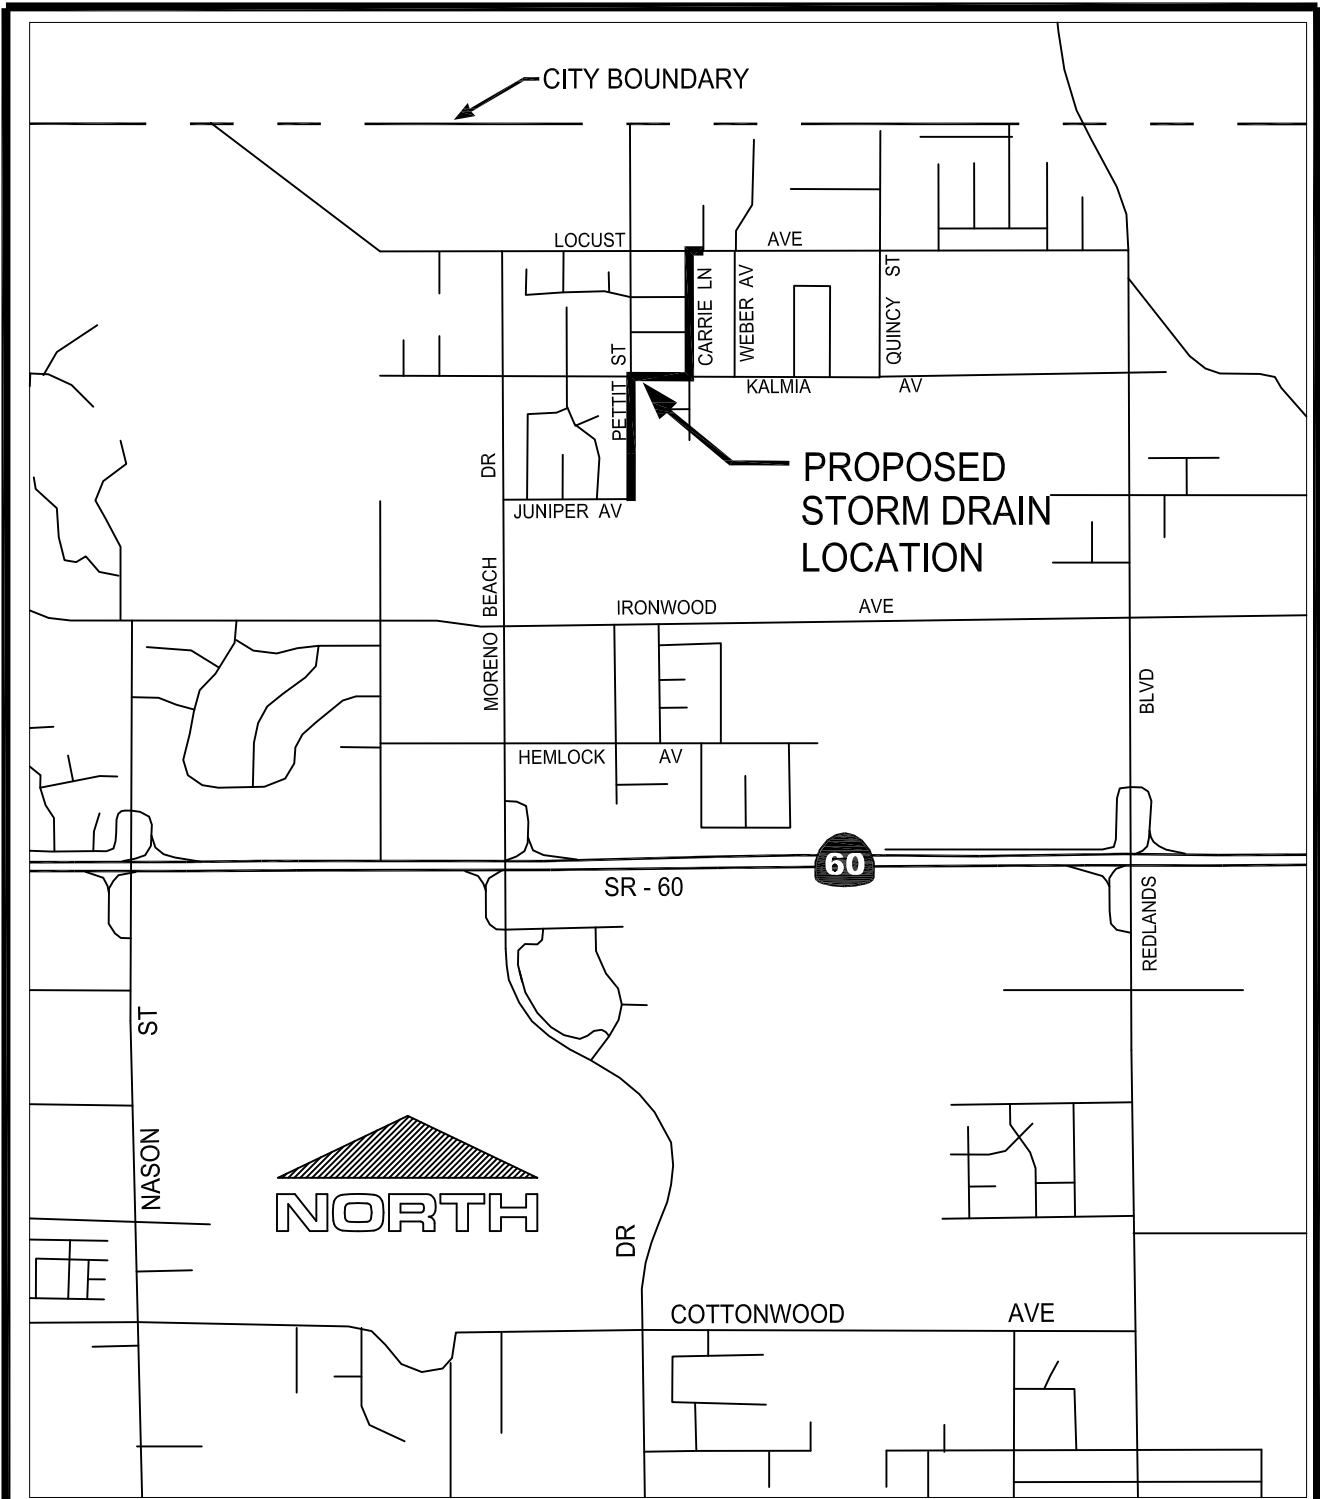 CITY BOUNDARY
LOCUST AVE
CARRIE LN
WEBER AV
QUINCY ST
PETTIT ST
KALMIA AV
PROPOSED
STORM DRAIN
LOCATION
JUNIPER AV
MORENO BEACH DR
IRONWOOD AVE
HEMLOCK AV
REDLANDS BLVD
60
SR - 60
NASON ST
NORTH
DR
COTTONWOOD AVE